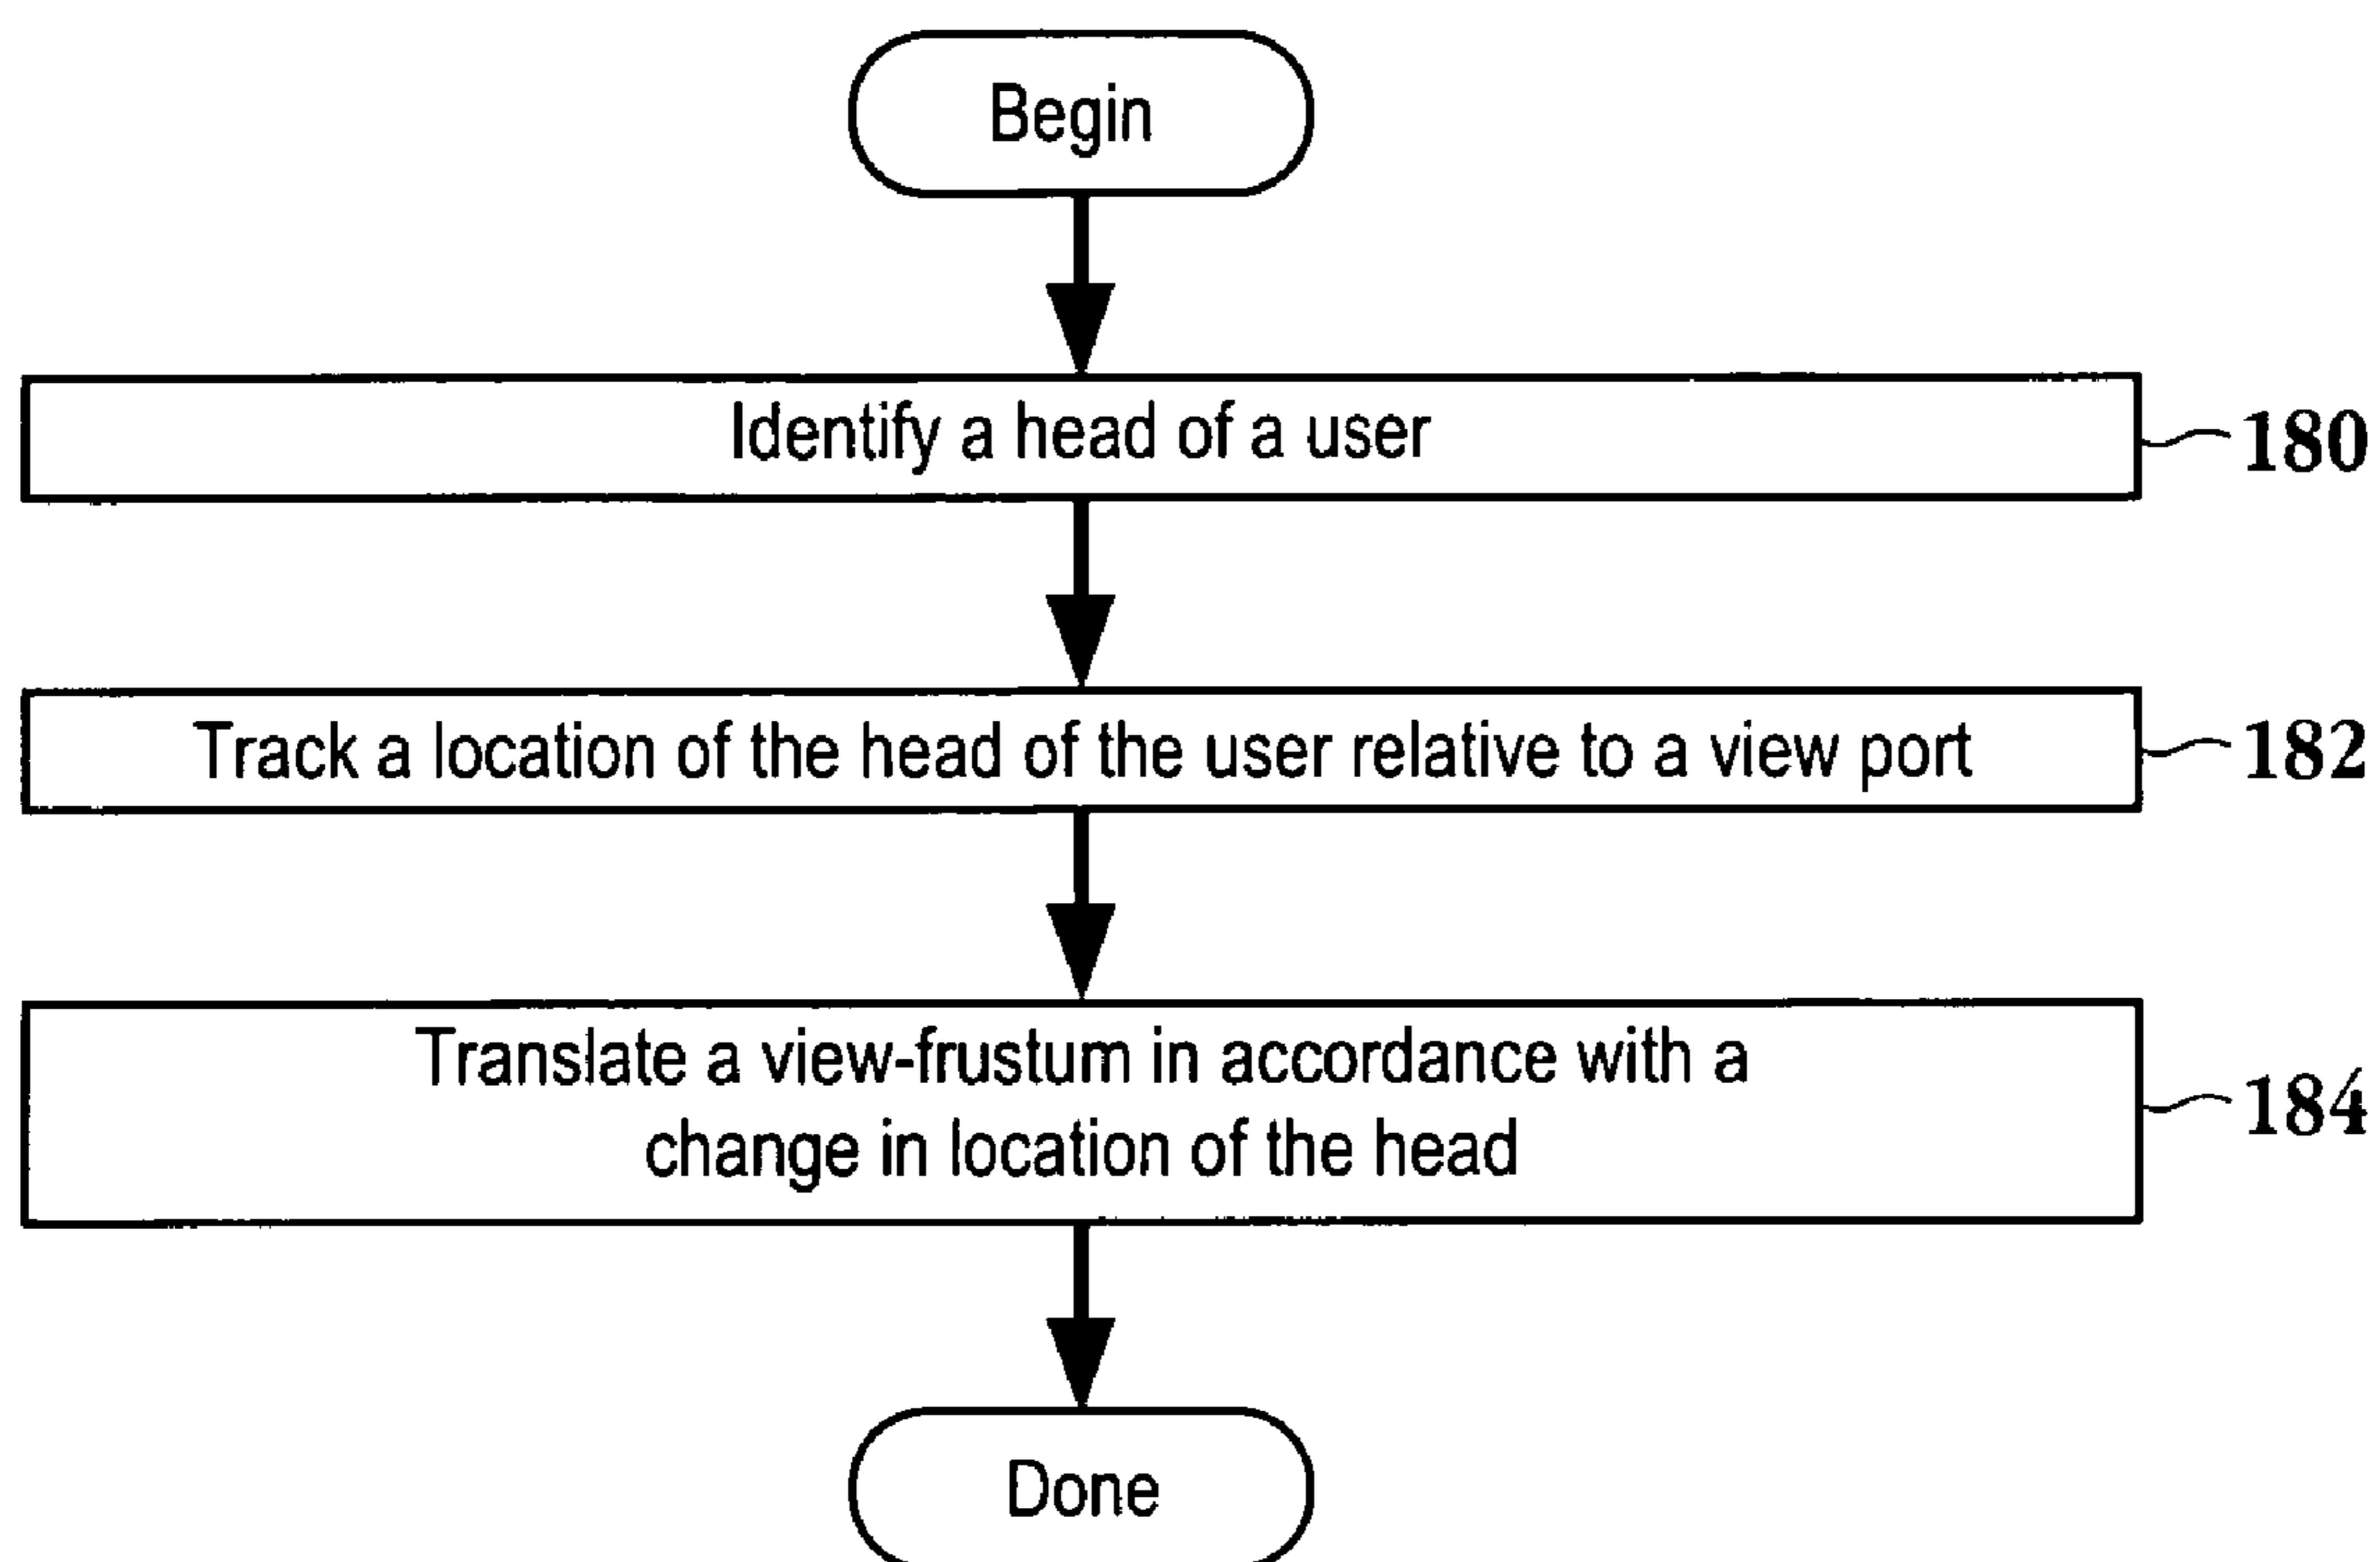 Begin
Identify a head of a user
180
Track a location of the head of the user relative to a view port
182
Translate a view-frustum in accordance with a
change in location of the head
184
Done